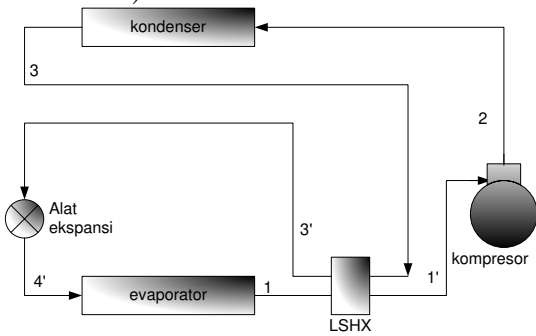 )
kondenser
3
2
Alat
ekspansi
3'
kompresor
4'
evaporator
1
1'
LSHX